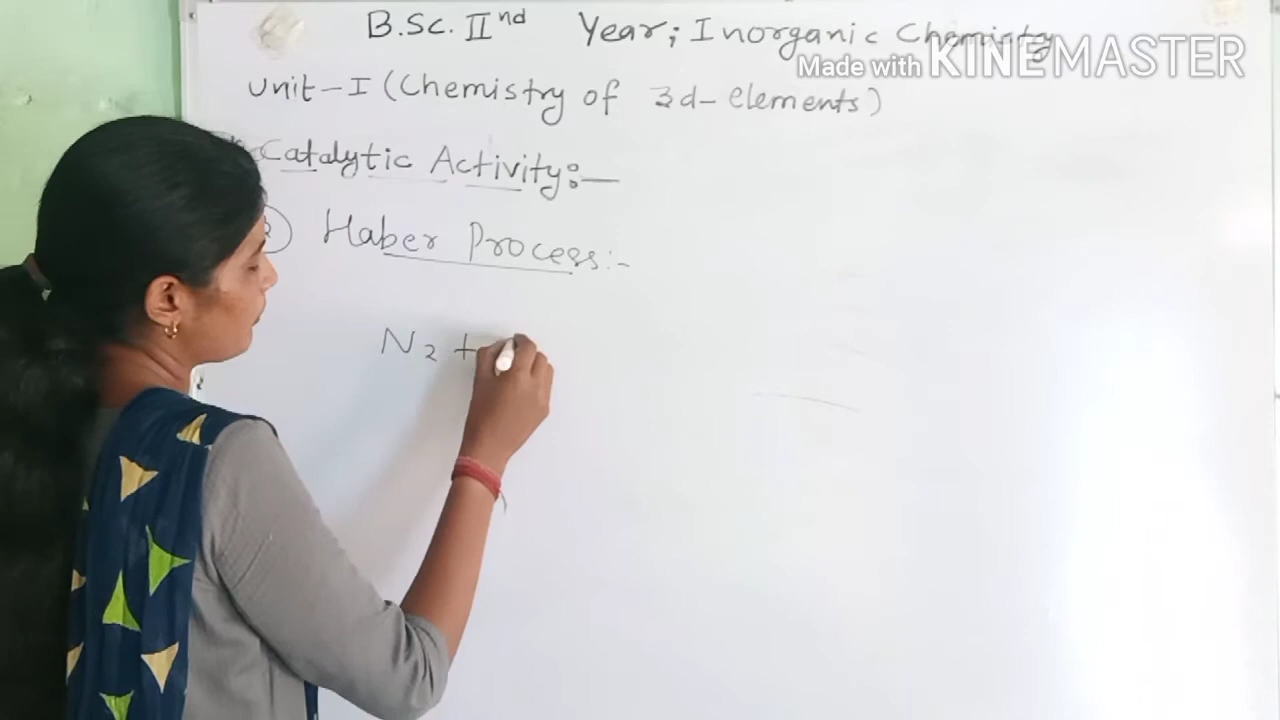 B.Sc. IInd Year; Inorganic Chemistry
Made with KINEMASTER
Unit-I (Chemistry of 3d-elements)
Catalytic Activity:—
Haber Process:-
N2 +